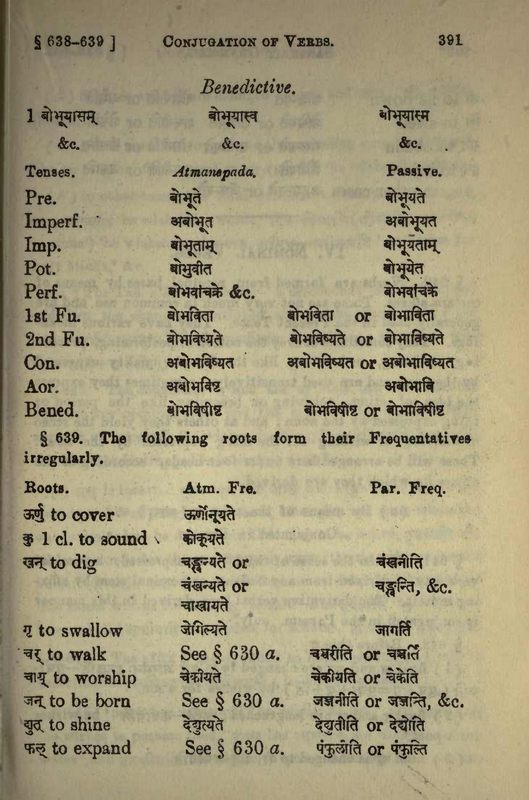 § 638-639 ] CONJUGATION OF VERBS. 391
Benedictive.
1 बोभूयासम् बोभूयास्व बोभूयास्म
&c. &c. &c.
Tenses. Atmanepada. Passive.
Pre. बोभूते बोभूयते
Imperf. अबोभूत अबोभूयत
Imp. बोभूताम् बोभूयताम्
Pot. बोभुवीत बोभूयेत
Perf. बोभवांचक्रे &c. बोभवांचक्रे
1st Fu. बोभविता बोभविता or बोभाविता
2nd Fu. बोभविष्यते बोभविष्यते or बोभाविष्यते
Con. अबोभविष्यत अबोभविष्यत or अबोभाविष्यत
Aor. अबोभविष्ट अबोभावि
Bened. बोभविषीष्ट बोभविषीष्ट or बोभाविषीष्ट
§ 639. The following roots form their Frequentatives
irregularly.
Roots. Atm. Fre. Par. Freq.
ऊर्णु to cover ऊर्णोनूयते
कु 1 cl. to sound कोकूयते
खन् to dig चङ्खन्यते or चंखनीति
चंखन्यते or चङ्खन्ति, &c.
चाखायते
गृ to swallow जेगिल्यते जागर्ति
चर् to walk See § 630 a. चञ्चरीति or चञ्चर्ति
चाय् to worship चेकीयते चेकीयति or चेकेति
जन् to be born See § 630 a. जञ्जनीति or जञ्जन्ति, &c.
द्युत् to shine देद्युत्यते देद्युतीति or देद्योति
फल् to expand See § 630 a. पंफुलीति or पंफुल्ति